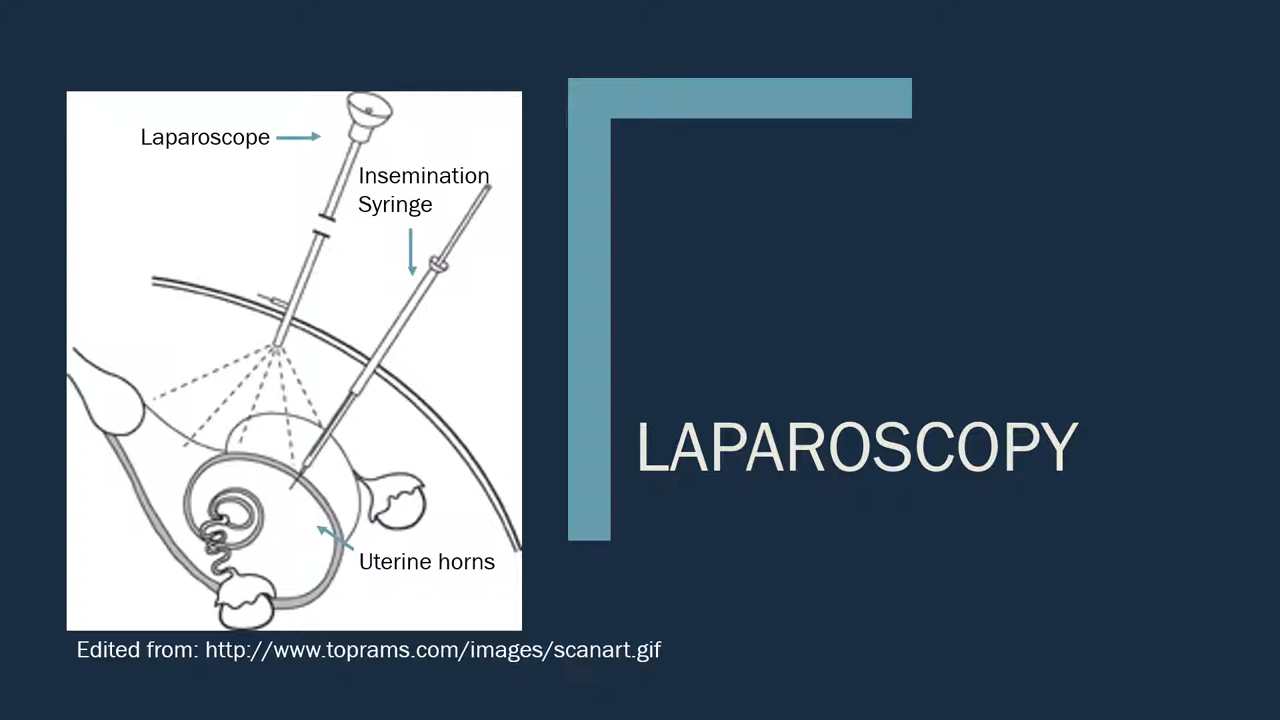 Laparoscope
Insemination
Syringe
Uterine horns
Edited from: http://www.toprams.com/images/scanart.gif
LAPAROSCOPY